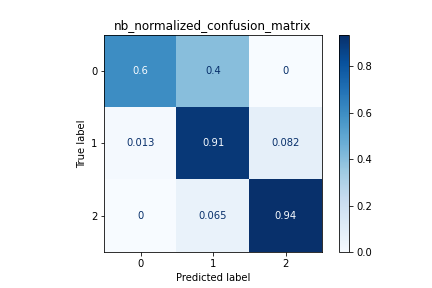 nb_normalized_confusion_matrix
0 0.6 0.4 0
1 0.013 0.91 0.082
2 0 0.065 0.94
0 1 2
True label
Predicted label
0.8
0.6
0.4
0.2
0.0